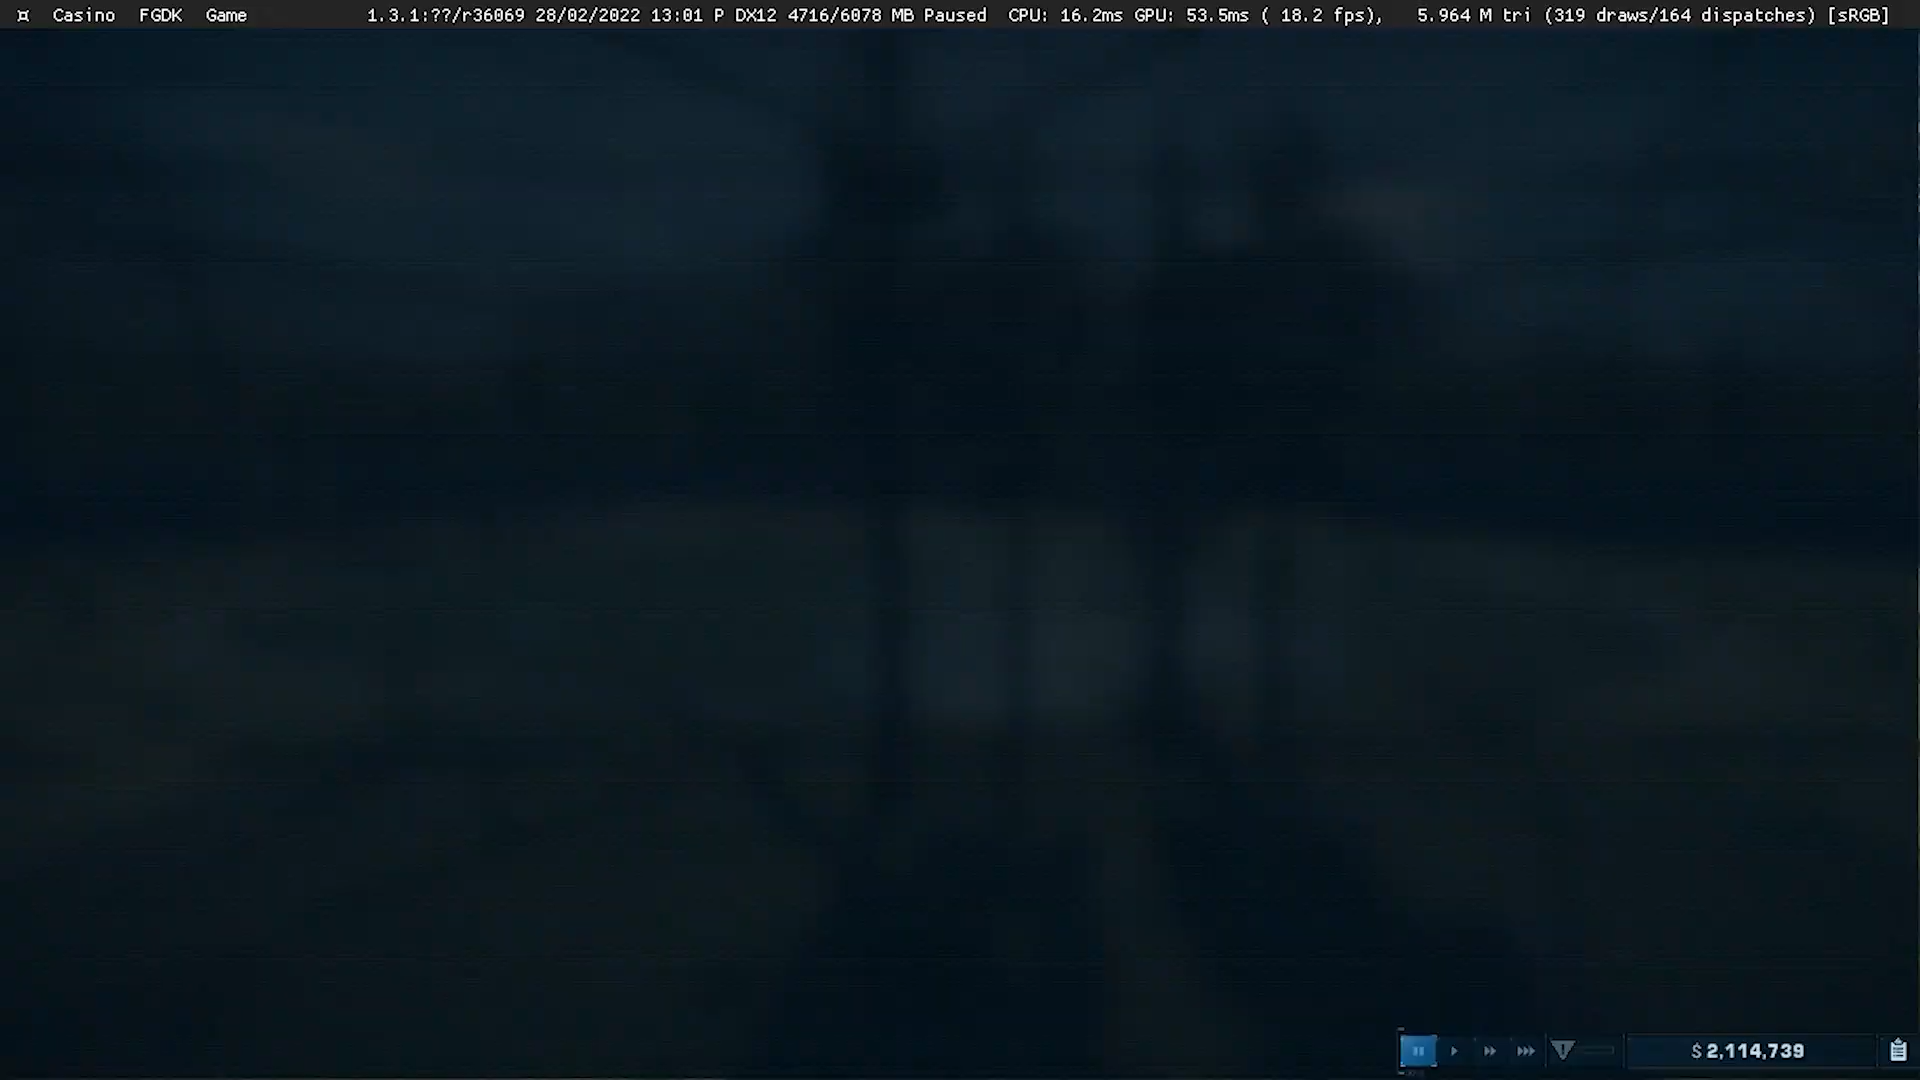 ¤ Casino FGDK Game 1.3.1:??/r36069 28/02/2022 13:01 P DX12 4716/6078 MB Paused CPU: 16.2ms GPU: 53.5ms ( 18.2 fps), 5.964 M tri (319 draws/164 dispatches) [sRGB]
$ 2,114,739